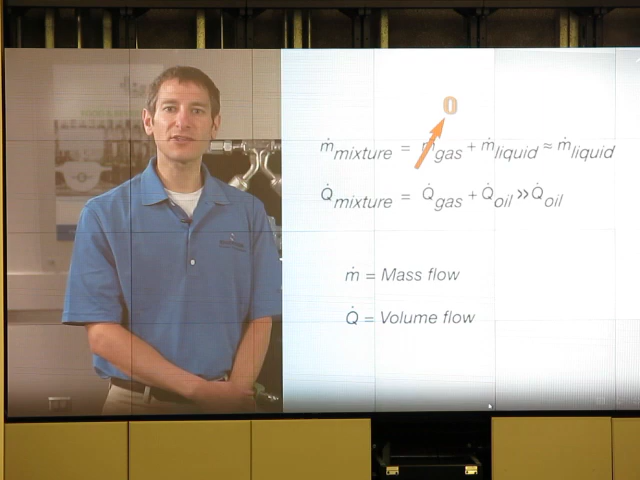 0
ṁmixture = ṁgas + ṁliquid ≈ ṁliquid
Q̇mixture = Q̇gas + Q̇oil >> Q̇oil
ṁ = Mass flow
Q̇ = Volume flow